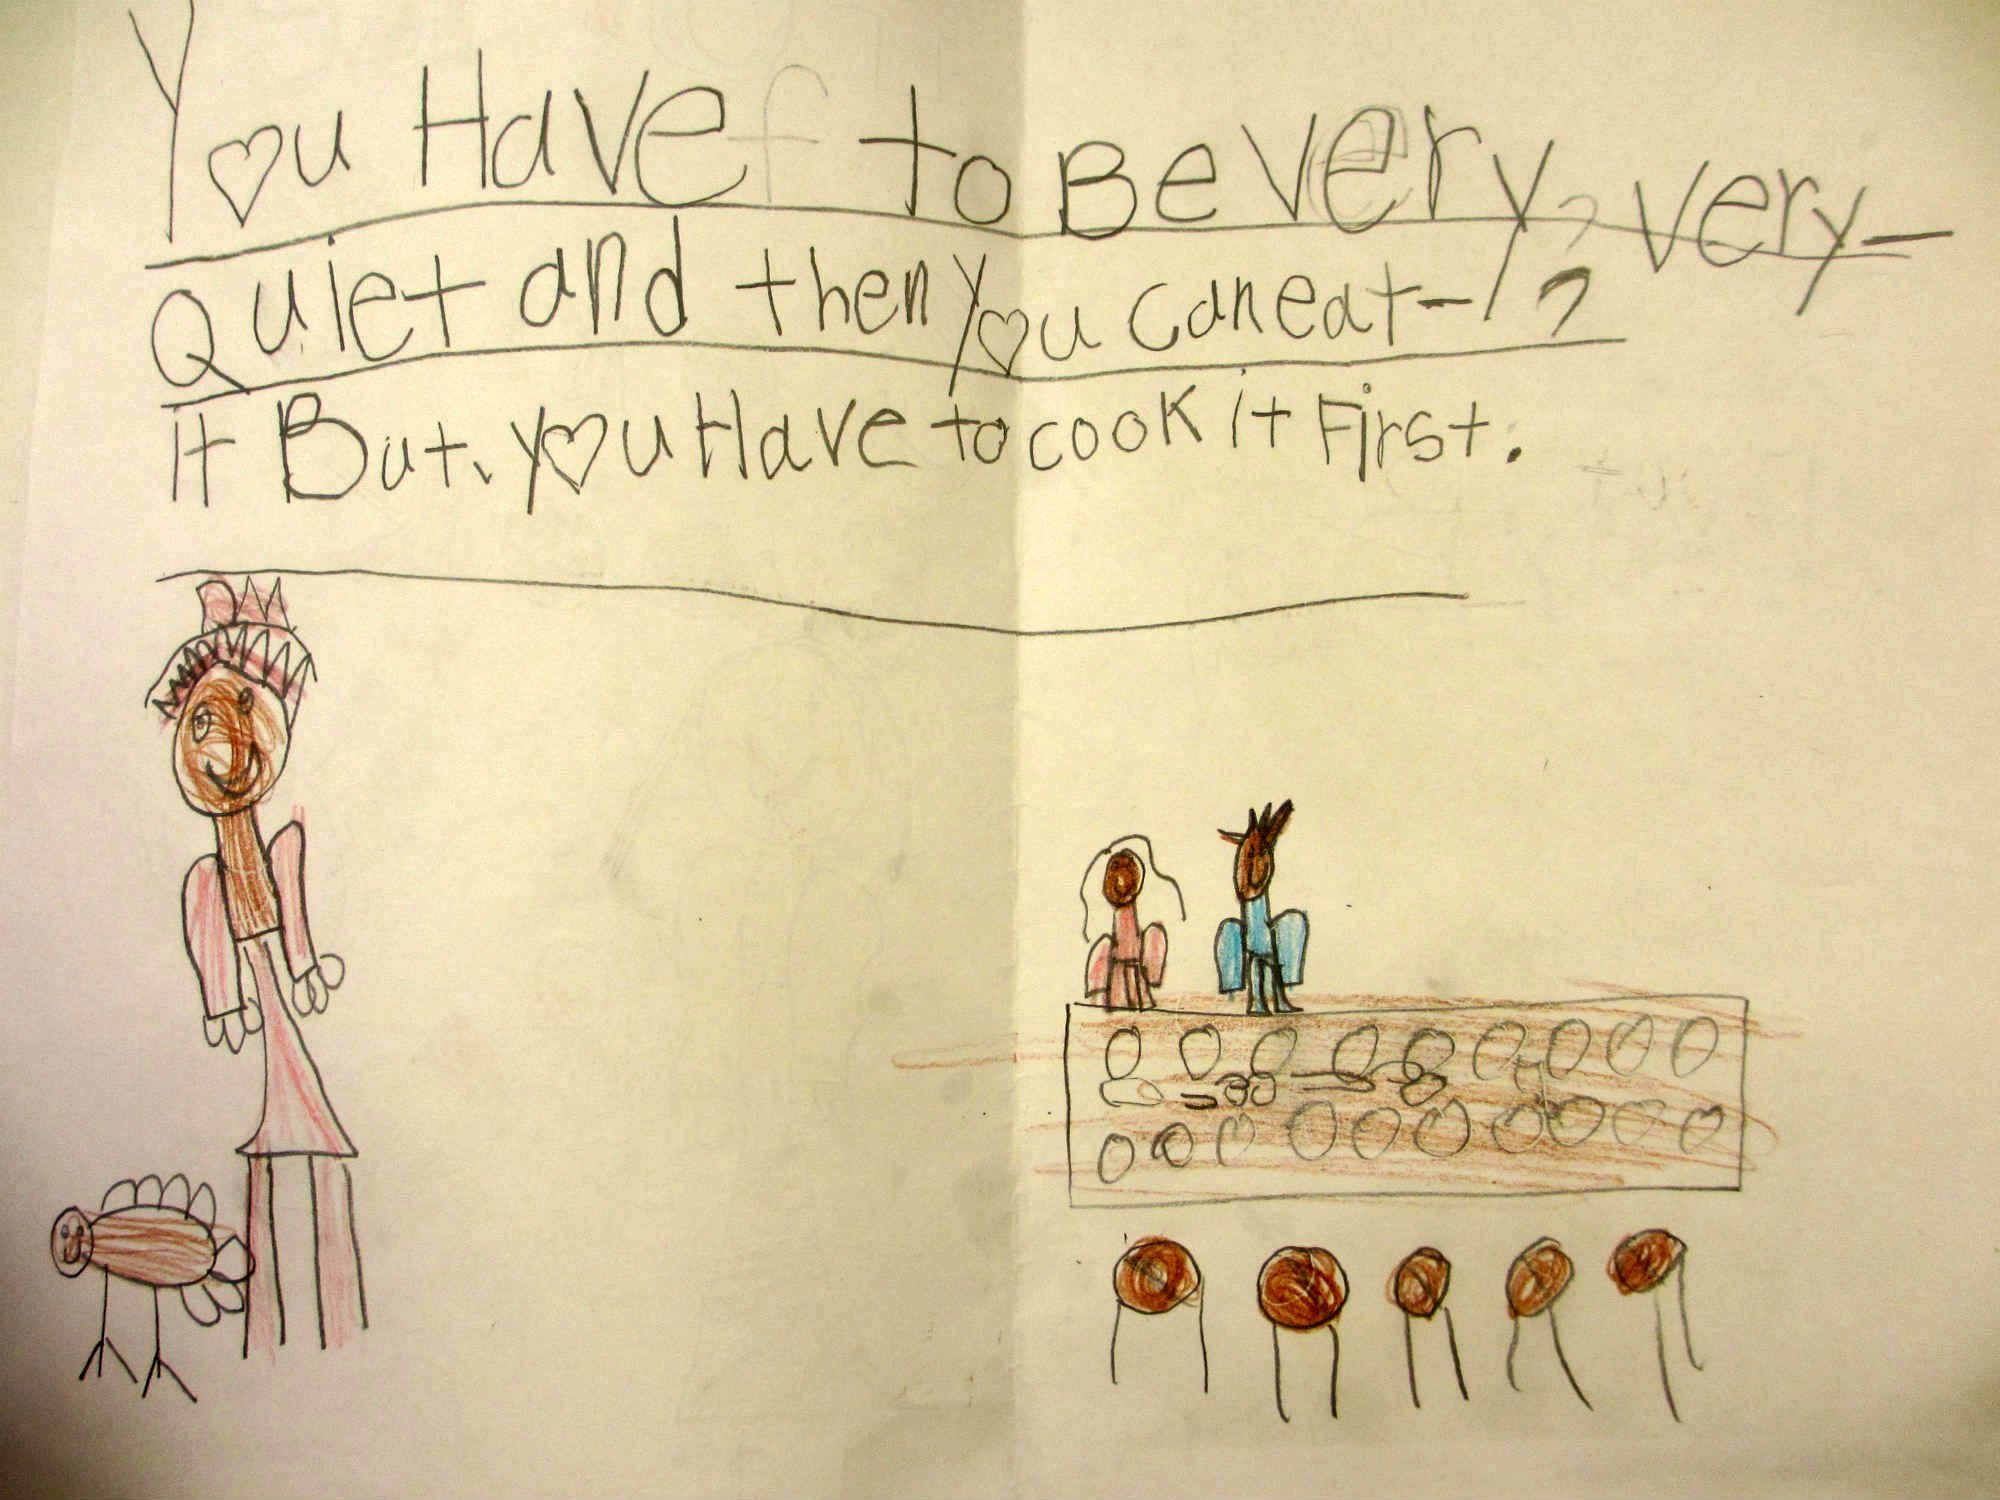 You Have to Be very, very-
Quiet and then you can eat-
it But, you Have to cook it First.